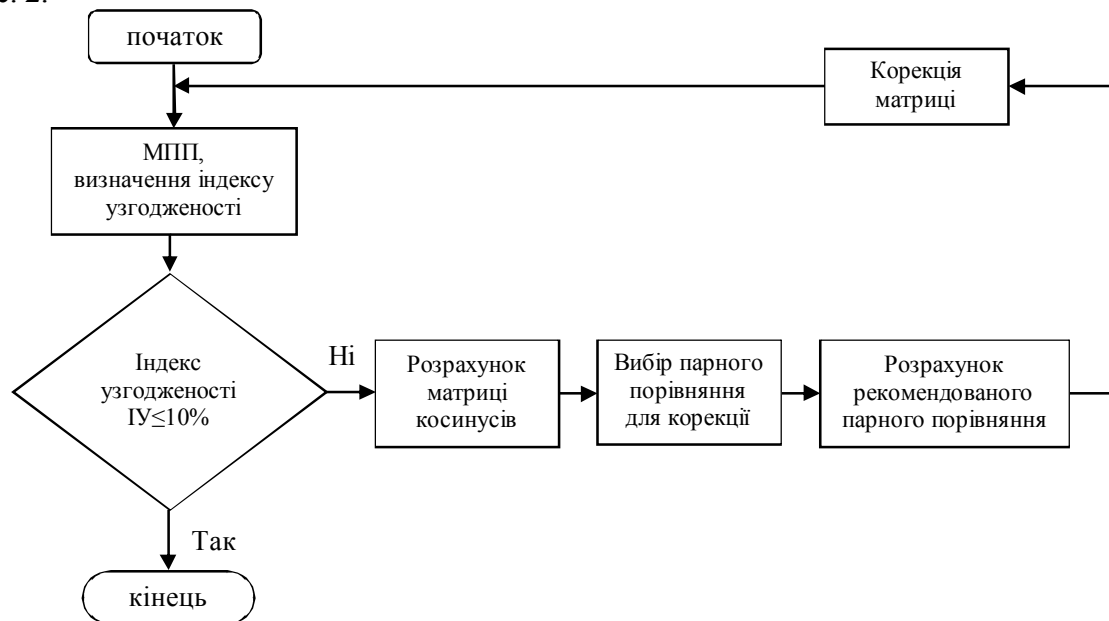 початок
Корекція
матриці
МПП,
визначення індексу
узгодженості
Індекс
узгодженості
ІУ≤10%
Ні
Розрахунок
матриці
косинусів
Вибір парного
порівняння
для корекції
Розрахунок
рекомендованого
парного порівняння
Так
кінець